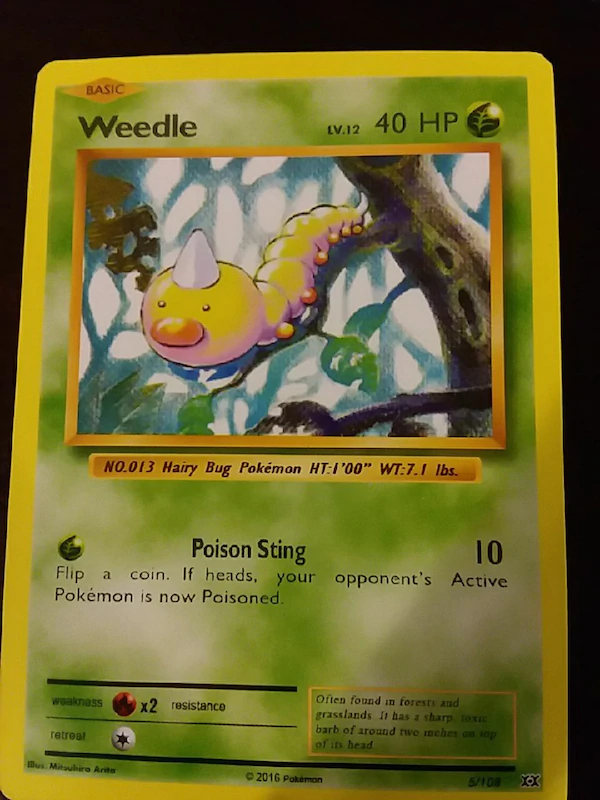 BASIC
Weedle LV.12 40 HP
NO.013 Hairy Bug Pokémon HT:1'00" WT:7.1 lbs.
Poison Sting 10
Flip a coin. If heads, your opponent's Active
Pokémon is now Poisoned.
weakness x2 resistance
retreat
Often found in forests and
grasslands. It has a sharp, toxic
barb of around two inches on top
of its head.
Illus. Mitsuhiro Arita
© 2016 Pokémon
5/108